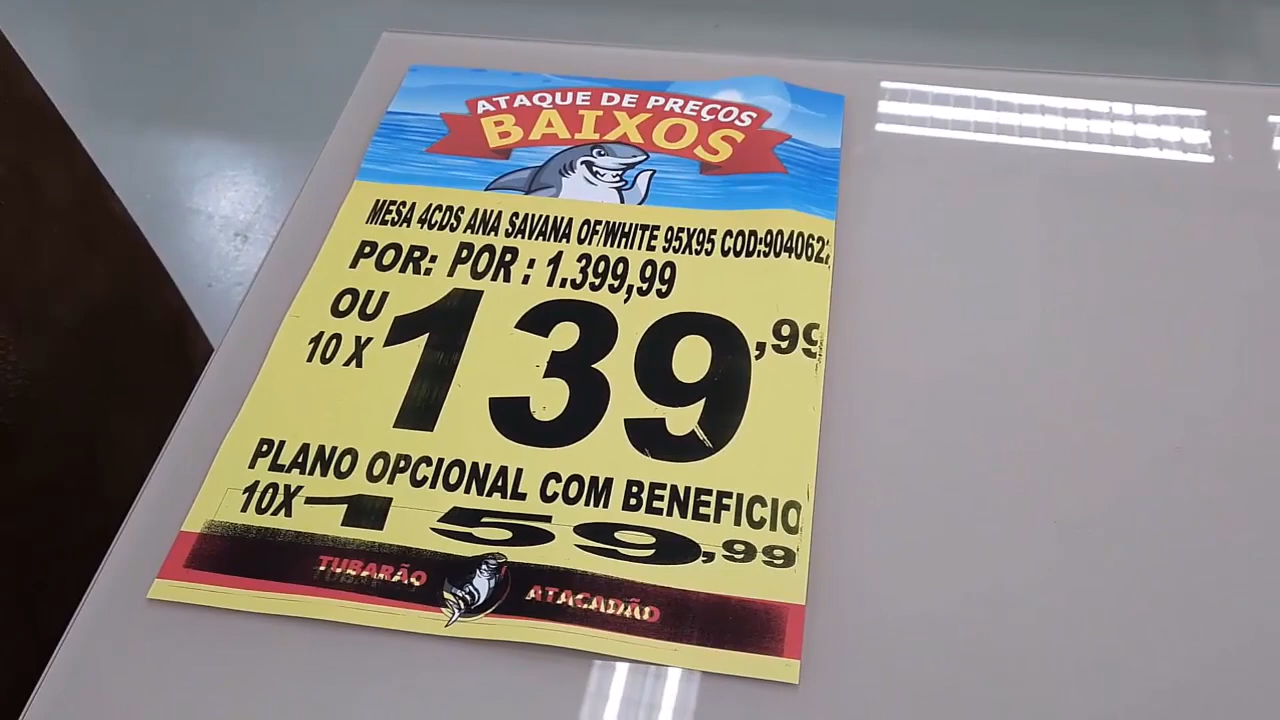 ATAQUE DE PREÇOS
BAIXOS
MESA 4CDS ANA SAVANA OF/WHITE 95X95 COD:904062
POR: POR : 1.399,99
OU
10 X 139,99
PLANO OPCIONAL COM BENEFICIO
10X 159,99
TUBARÃO ATACADÃO